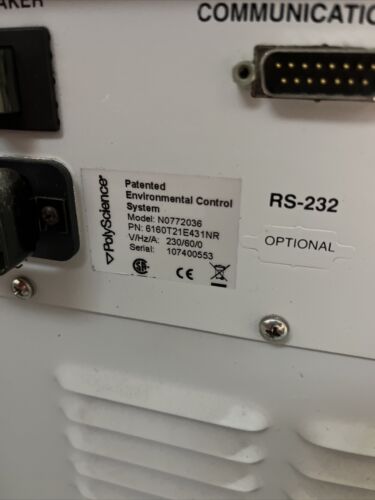 AKER
COMMUNICATIO
PolyScience®
Patented
Environmental Control
System
Model: N0772036
PN: 6160T21E431NR
V/Hz/A: 230/60/0
Serial: 107400553
CE
RS-232
OPTIONAL